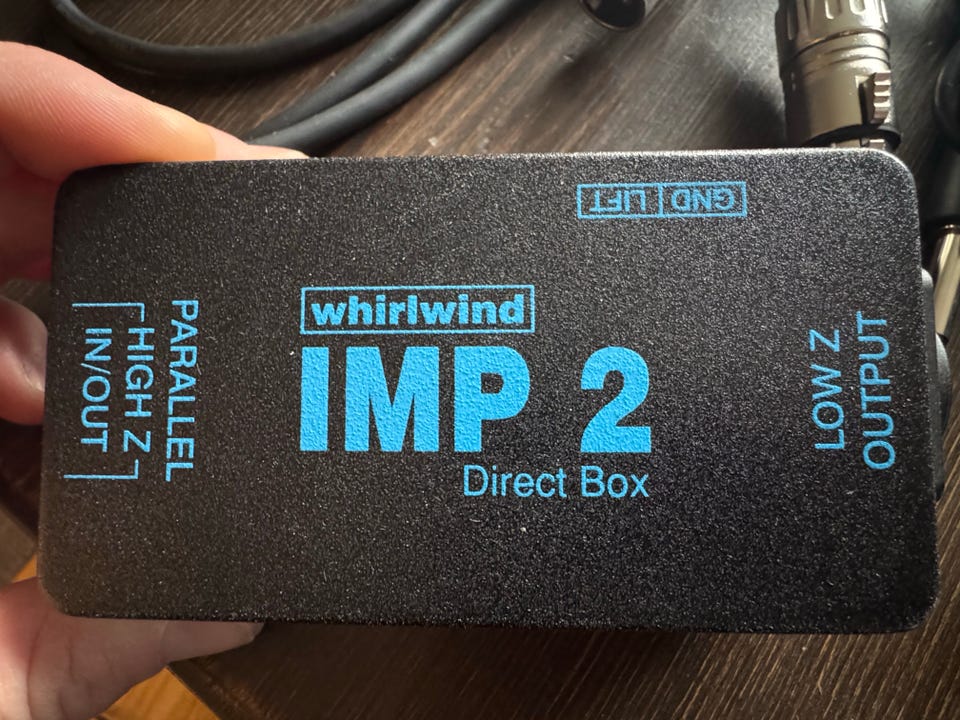 GND LIFT
whirlwind
IMP 2
Direct Box
PARALLEL
HIGH Z
IN/OUT
LOW Z
OUTPUT